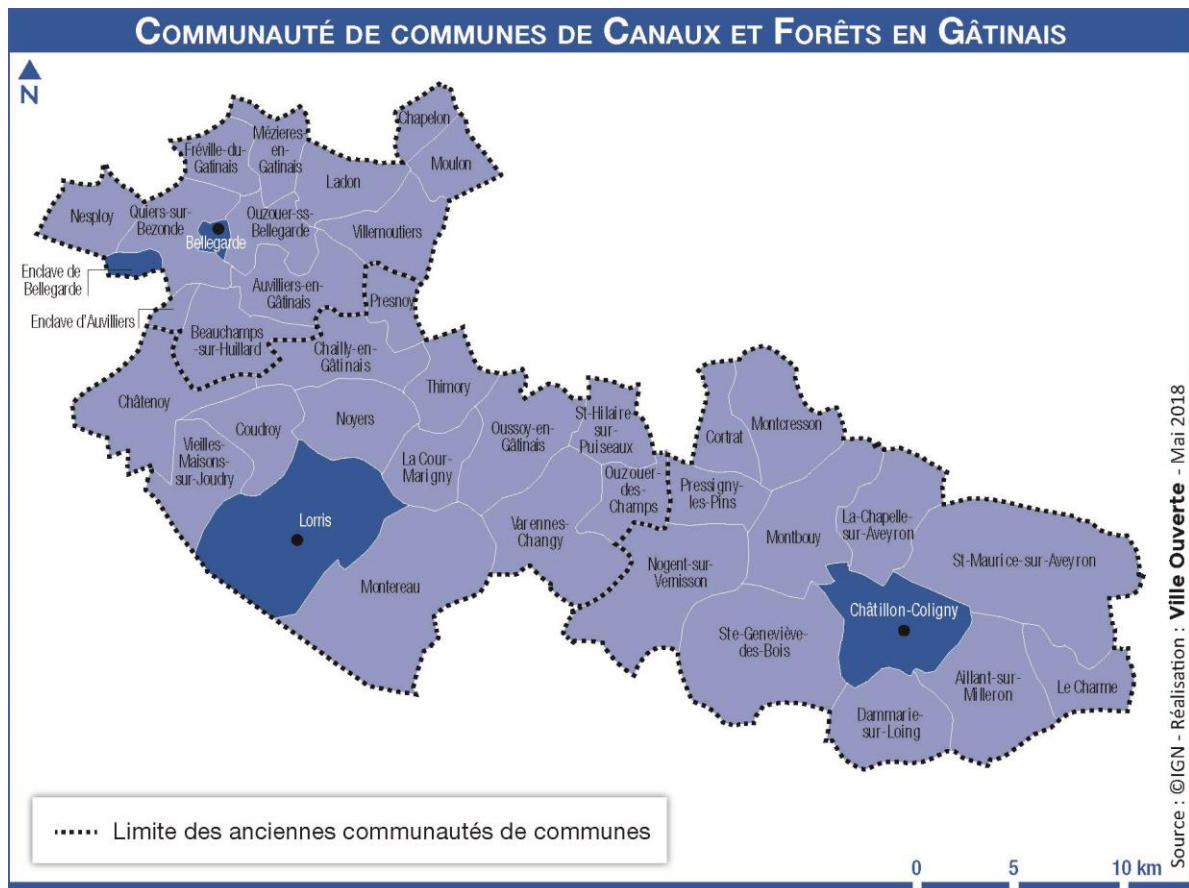 COMMUNAUTÉ DE COMMUNES DE CANAUX ET FORÊTS EN GÂTINAIS
N
Chapelon
Mézieres-
en-
Gatinais
Fréville-du-
Gatinais
Moulon
Ladon
Nesploy
Quiers-sur-
Bezonde
Ouzouer-ss-
Bellegarde
Villemoutiers
Bellegarde
Enclave de
Bellegarde
Auvilliers-en-
Gâtinais
Presnoy
Enclave d'Auvilliers
Beauchamps
-sur-Huillard
Chailly-en-
Gâtinais
Thimory
Châtenoy
Coudroy
Noyers
Oussoy-en-
Gâtinais
St-Hilaire
-sur-
Puiseaux
Cortrat
Montcresson
Vieilles-
Maisons-
sur-Joudry
La Cour-
Marigny
Ouzouer-
des-
Champs
Pressigny-
les-Pins
La-Chapelle-
sur-Aveyron
Lorris
Varennes-
Changy
Montbouy
St-Maurice-sur-Aveyron
Nogent-sur-
Vernisson
Montereau
Châtillon-Coligny
Ste-Geneviève-
des-Bois
Aillant-sur-
Milleron
Le Charme
Dammarie-
sur-Loing
Limite des anciennes communautés de communes
0 5 10 km
Source : ©IGN - Réalisation : Ville Ouverte - Mai 2018